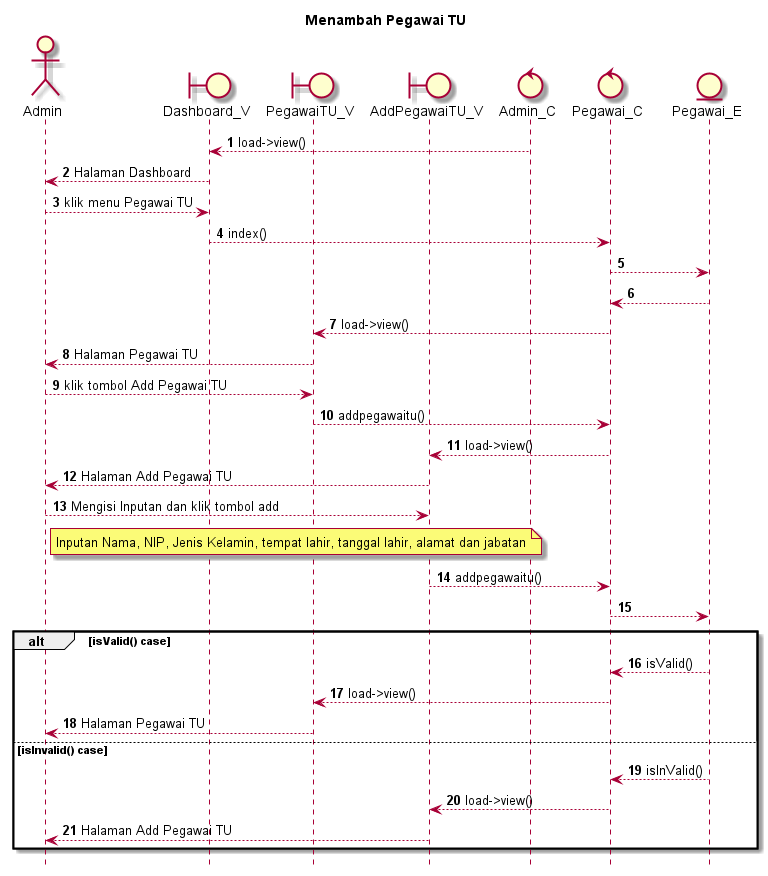 Menambah Pegawai TU
Admin
Dashboard_V
PegawaiTU_V
AddPegawaiTU_V
Admin_C
Pegawai_C
Pegawai_E
1 load->view()
2 Halaman Dashboard
3 klik menu Pegawai TU
4 index()
5
6
7 load->view()
8 Halaman Pegawai TU
9 klik tombol Add Pegawai TU
10 addpegawaitu()
11 load->view()
12 Halaman Add Pegawai TU
13 Mengisi Inputan dan klik tombol add
Inputan Nama, NIP, Jenis Kelamin, tempat lahir, tanggal lahir, alamat dan jabatan
14 addpegawaitu()
15
alt [isValid() case]
16 isValid()
17 load->view()
18 Halaman Pegawai TU
[isInvalid() case]
19 isInValid()
20 load->view()
21 Halaman Add Pegawai TU